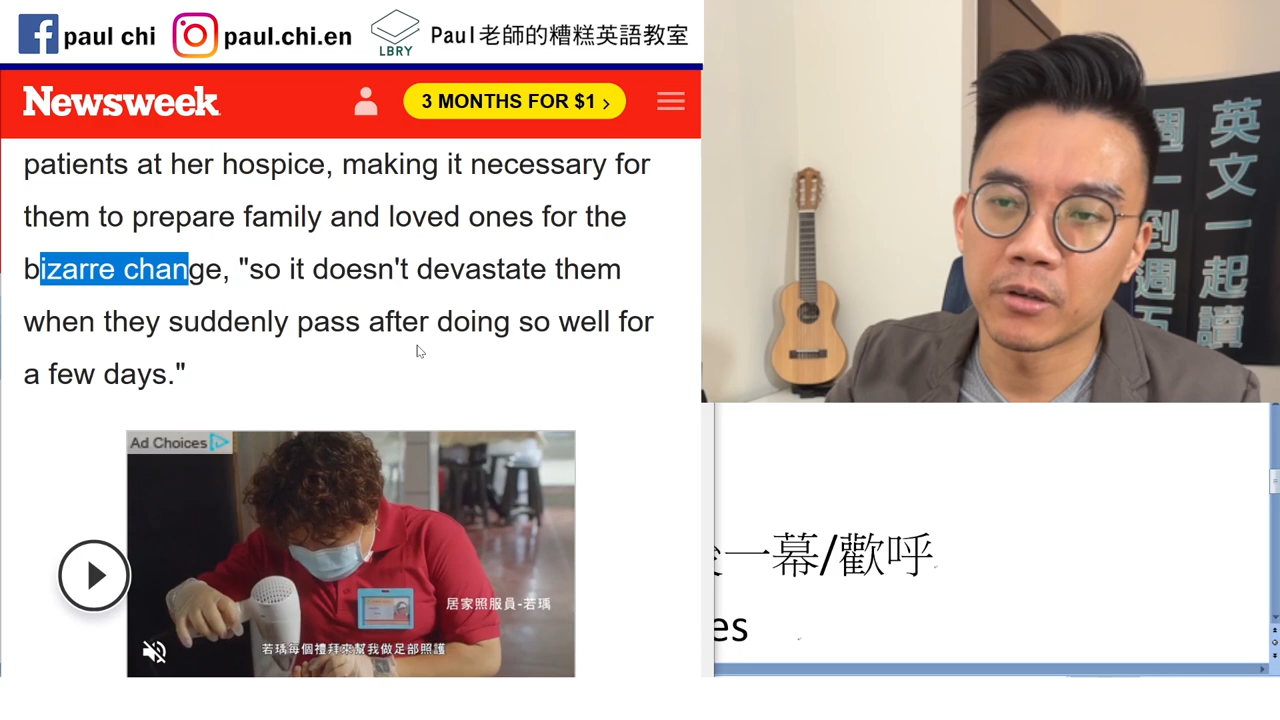 paul chi
paul.chi.en
LBRY
Paul老師的糟糕英語教室
Newsweek
3 MONTHS FOR $1 >
patients at her hospice, making it necessary for
them to prepare family and loved ones for the
bizarre change, "so it doesn't devastate them
when they suddenly pass after doing so well for
a few days."
Ad Choices
居家照服員-若瑀
若瑀每個禮拜來幫我做足部照護
英文一起讀
週一到週五
一幕/歡呼
es